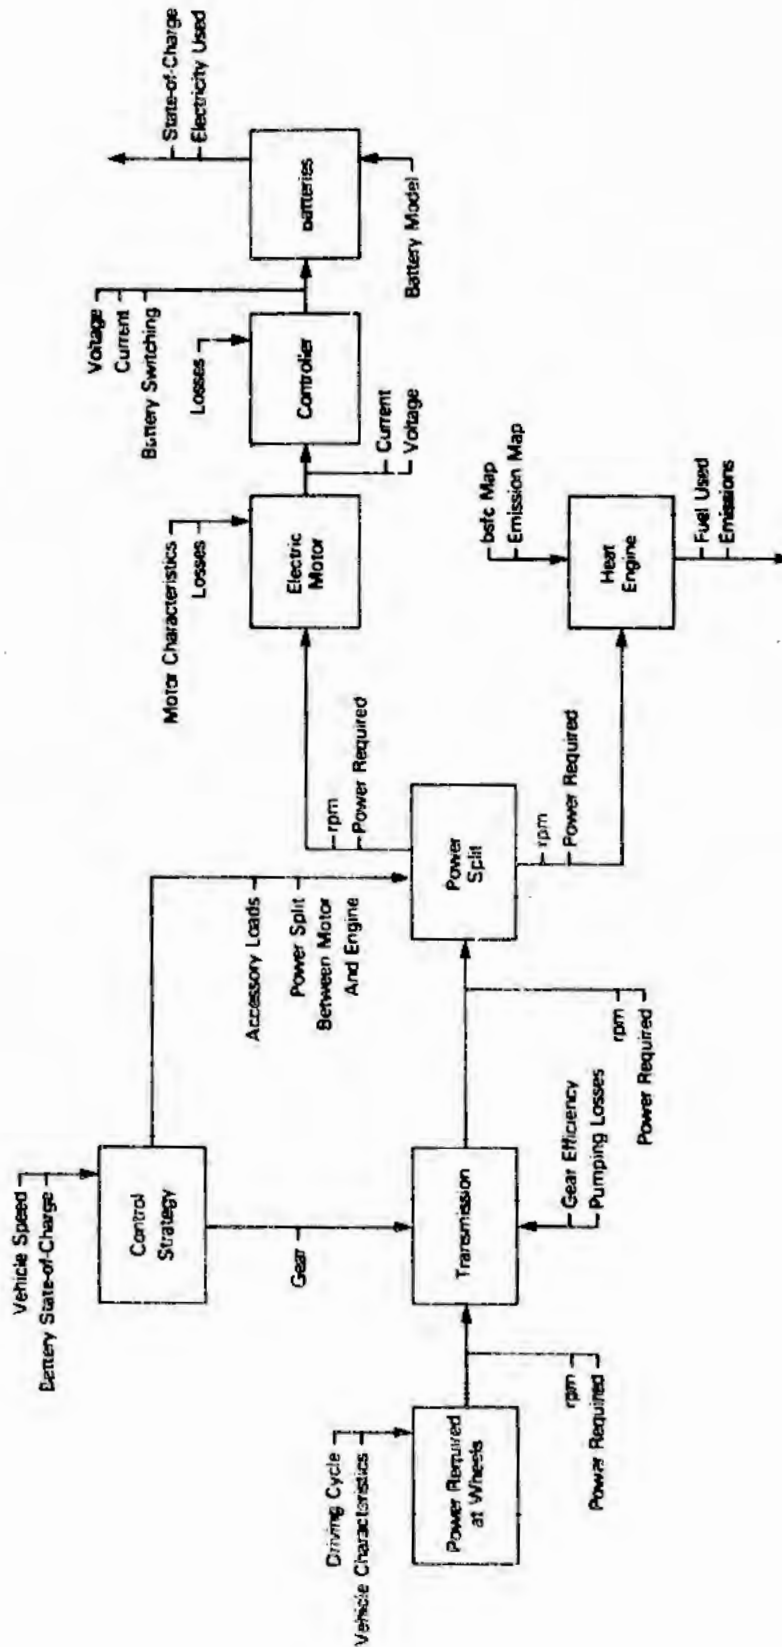 Vehicle Speed
Battery State-of-Charge
Control
Strategy
Accessory Loads
Power Split
Between Motor
And Engine
Gear
Driving Cycle
Vehicle Characteristics
Power Required
at Wheels
rpm
Power Required
Transmission
Gear Efficiency
Pumping Losses
rpm
Power Required
Power
Split
rpm
Power Required
rpm
Power Required
Motor Characteristics
Losses
Electric
Motor
Current
Voltage
Losses
Controller
Voltage
Current
Battery Switching
Batteries
Battery Model
State-of-Charge
Electricity Used
bsfc Map
Emission Map
Heat
Engine
Fuel Used
Emissions